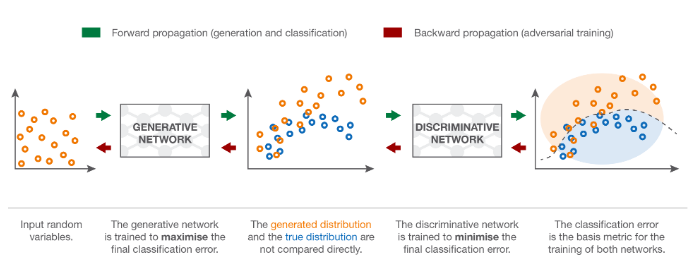 Forward propagation (generation and classification)
Backward propagation (adversarial training)
GENERATIVE
NETWORK
DISCRIMINATIVE
NETWORK
Input random
variables.
The generative network
is trained to maximise the
final classification error.
The generated distribution
and the true distribution are
not compared directly.
The discriminative network
is trained to minimise the
final classification error.
The classification error
is the basis metric for the
training of both networks.